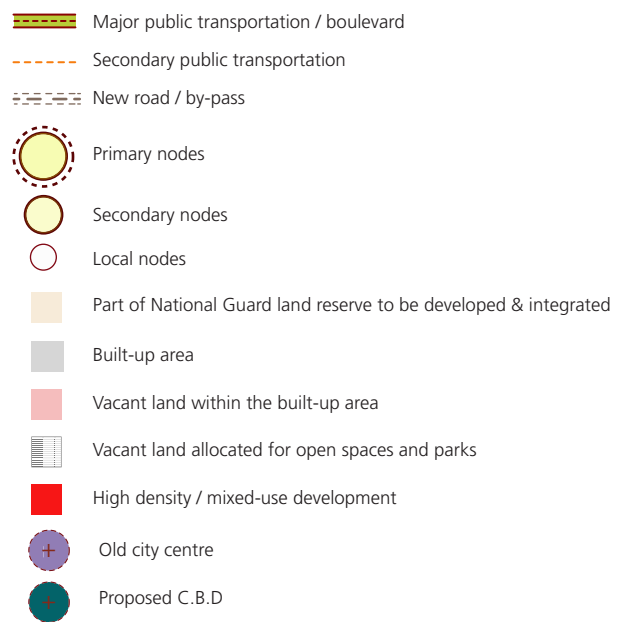 Major public transportation / boulevard
Secondary public transportation
New road / by-pass
Primary nodes
Secondary nodes
Local nodes
Part of National Guard land reserve to be developed & integrated
Built-up area
Vacant land within the built-up area
Vacant land allocated for open spaces and parks
High density / mixed-use development
Old city centre
Proposed C.B.D